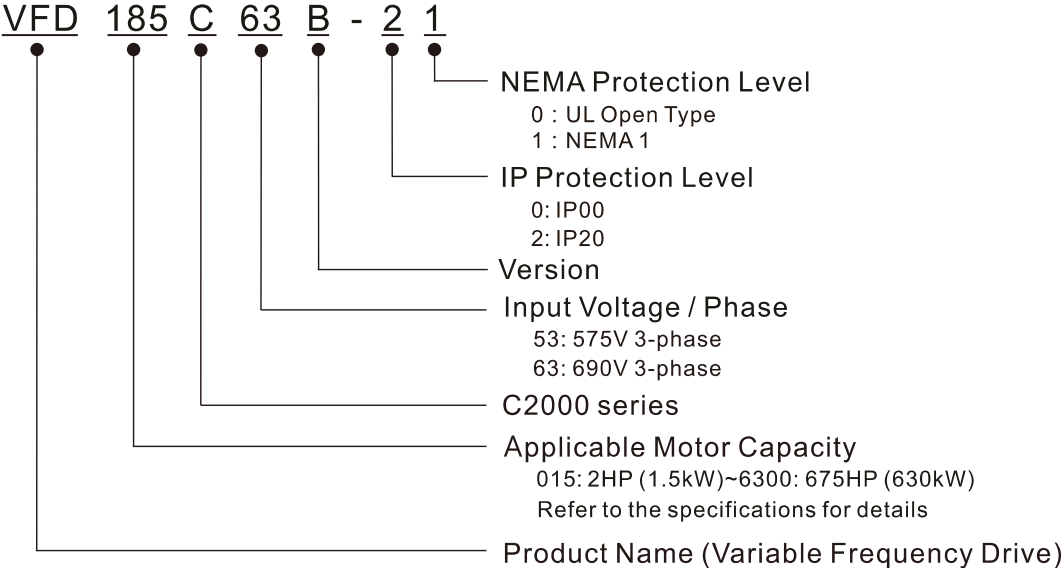 VFD 185 C 63 B - 2 1
NEMA Protection Level
0 : UL Open Type
1 : NEMA 1
IP Protection Level
0: IP00
2: IP20
Version
Input Voltage / Phase
53: 575V 3-phase
63: 690V 3-phase
C2000 series
Applicable Motor Capacity
015: 2HP (1.5kW)~6300: 675HP (630kW)
Refer to the specifications for details
Product Name (Variable Frequency Drive)